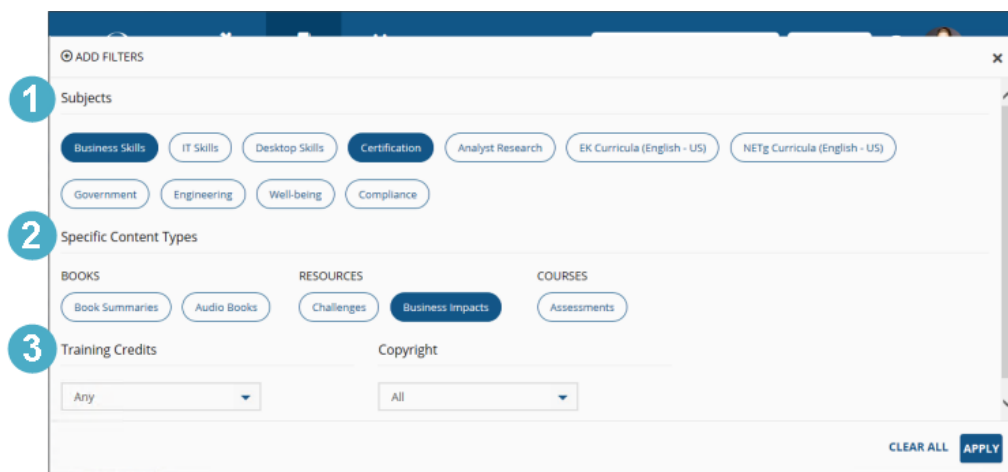 ADD FILTERS
1
Subjects
Business Skills IT Skills Desktop Skills Certification Analyst Research EK Curricula (English - US) NETg Curricula (English - US)
Government Engineering Well-being Compliance
2
Specific Content Types
BOOKS RESOURCES COURSES
Book Summaries Audio Books Challenges Business Impacts Assessments
3
Training Credits Copyright
Any All
CLEAR ALL APPLY